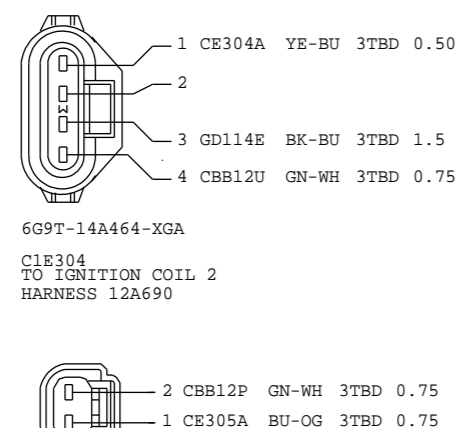 1 CE304A YE-BU 3TBD 0.50
2
3 GD114E BK-BU 3TBD 1.5
4 CBB12U GN-WH 3TBD 0.75
6G9T-14A464-XGA
C1E304
TO IGNITION COIL 2
HARNESS 12A690
2 CBB12P GN-WH 3TBD 0.75
1 CE305A BU-OG 3TBD 0.75